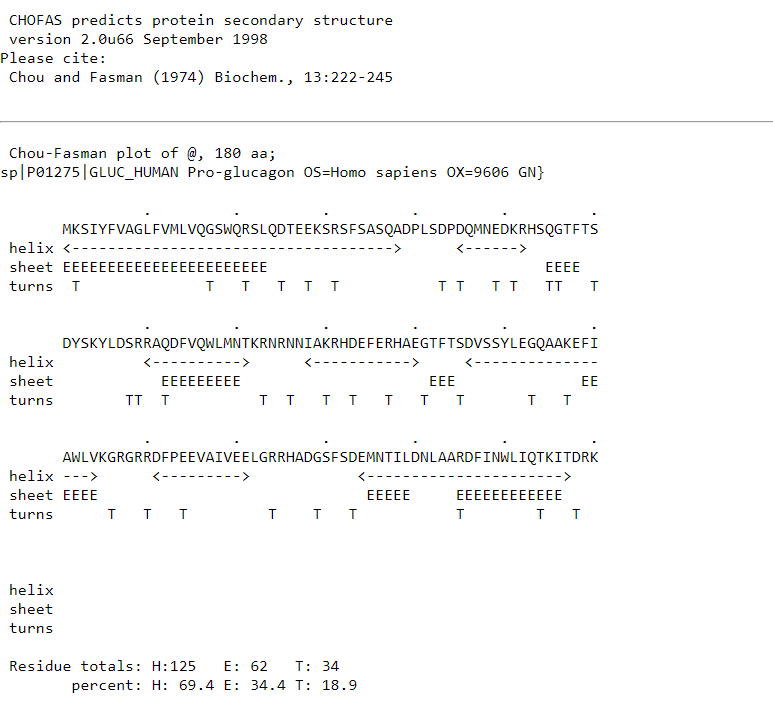 CHOFAS predicts protein secondary structure
 version 2.0u66 September 1998
Please cite:
 Chou and Fasman (1974) Biochem., 13:222-245
 Chou-Fasman plot of @, 180 aa;
sp|P01275|GLUC_HUMAN Pro-glucagon OS=Homo sapiens OX=9606 GN}
                .         .         .         .         .         .
       MKSIYFVAGLFVMLVQGSWQRSLQDTEEKSRSFSASQADPLSDPDQMNEDKRHSQGTFTS
 helix <------------------------------------>      <------>
 sheet EEEEEEEEEEEEEEEEEEEEEEE                               EEEE
 turns  T              T   T   T  T  T           T T   T T   TT   T
                .         .         .         .         .         .
       DYSKYLDSRRAQDFVQWLMNTKRNRNNIAKRHDEFERHAEGTFTSDVSSYLEGQAAKEFI
 helix          <---------->      <----------->     <--------------
 sheet            EEEEEEEEE                     EEE              EE
 turns        TT  T          T  T   T  T   T   T   T       T   T
                .         .         .         .         .         .
       AWLVKGRGRRDFPEEVAIVEELGRRHADGSFSDEMNTILDNLAARDFINWLIQTKITDRK
 helix --->      <--------->            <---------------------->
 sheet EEEE                              EEEEE     EEEEEEEEEEEE
 turns      T   T   T         T    T   T           T        T   T
 helix
 sheet
 turns
 Residue totals: H:125   E: 62   T: 34
        percent: H: 69.4 E: 34.4 T: 18.9